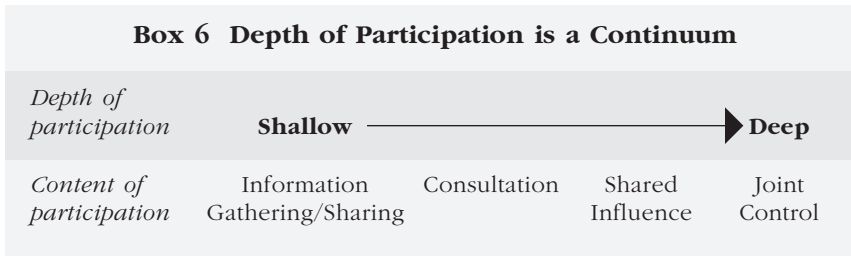 Box 6 Depth of Participation is a Continuum
Depth of
participation
Shallow
Deep
Content of
participation
Information
Gathering/Sharing
Consultation
Shared
Influence
Joint
Control